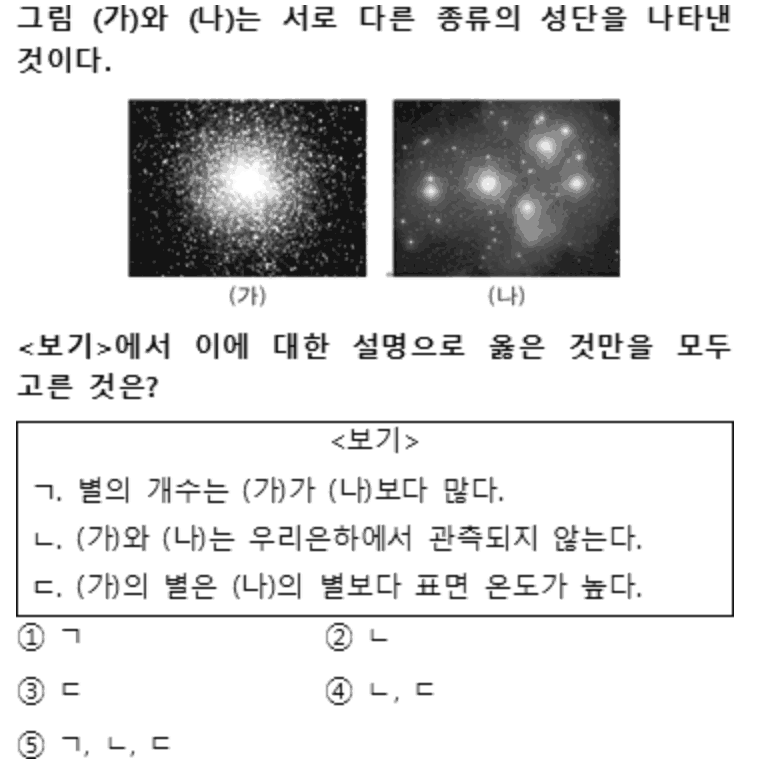 그림 (가)와 (나)는 서로 다른 종류의 성단을 나타낸
것이다.
(가) (나)
<보기>에서 이에 대한 설명으로 옳은 것만을 모두
고른 것은?
<보기>
ㄱ. 별의 개수는 (가)가 (나)보다 많다.
ㄴ. (가)와 (나)는 우리은하에서 관측되지 않는다.
ㄷ. (가)의 별은 (나)의 별보다 표면 온도가 높다.
① ㄱ ② ㄴ
③ ㄷ ④ ㄴ, ㄷ
⑤ ㄱ, ㄴ, ㄷ